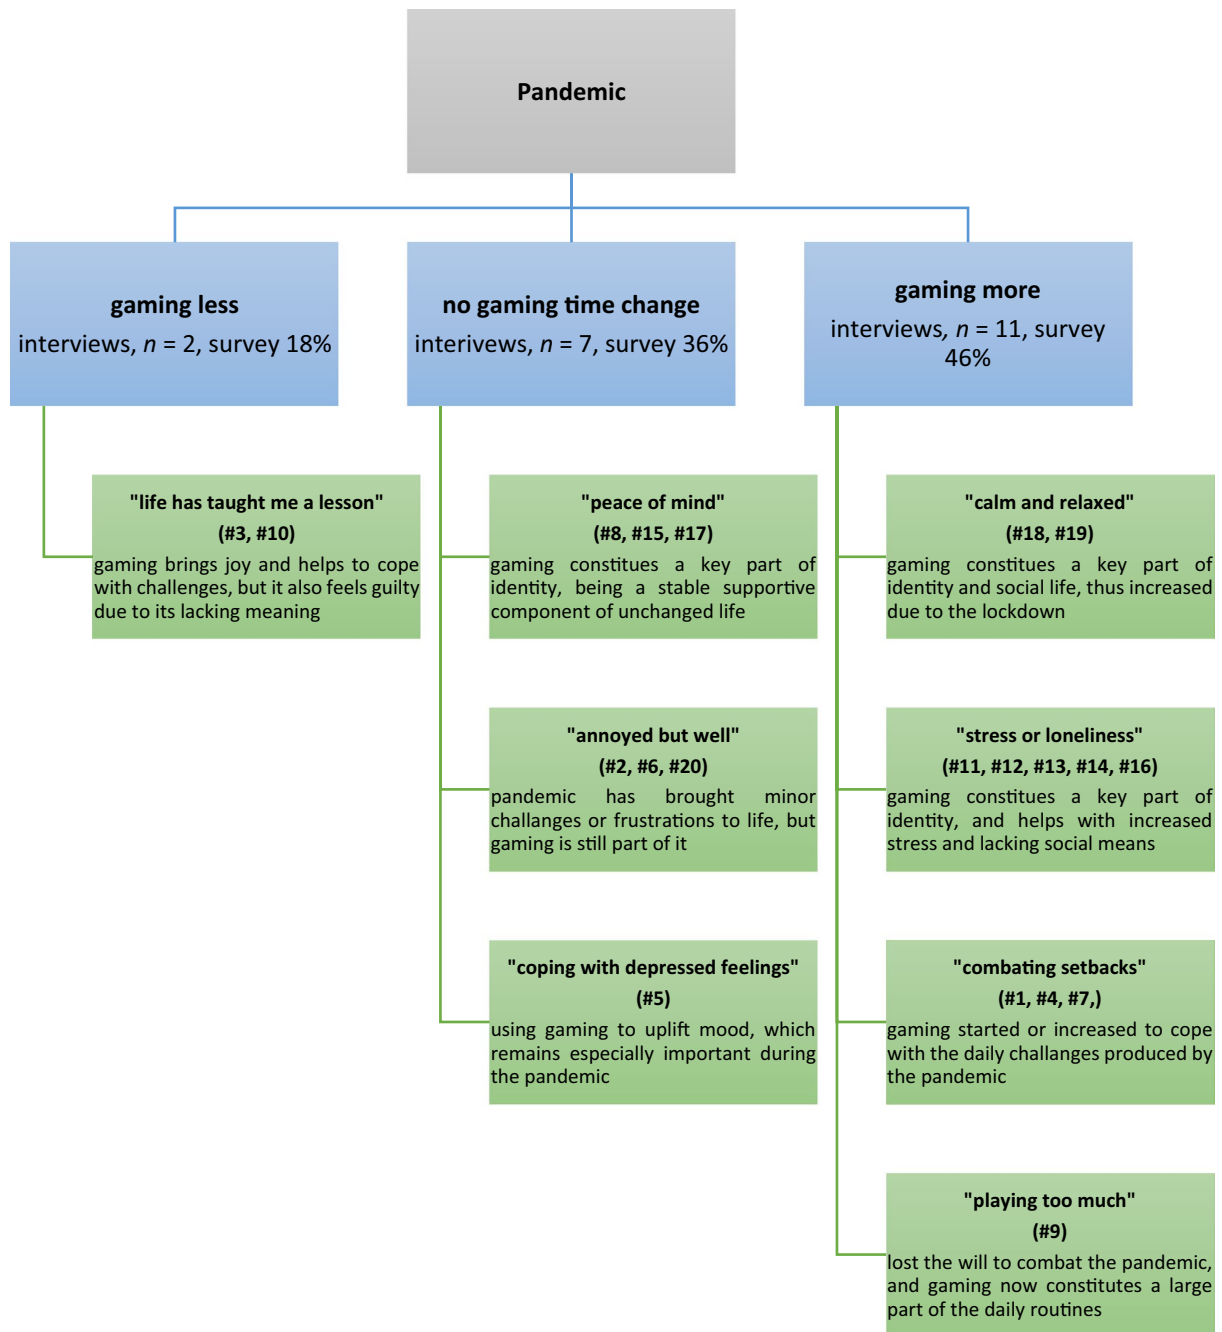 Pandemic
gaming less
interviews, n = 2, survey 18%
no gaming time change
interivews, n = 7, survey 36%
gaming more
interviews, n = 11, survey
46%
"life has taught me a lesson"
(#3, #10)
gaming brings joy and helps to cope
with challenges, but it also feels guilty
due to its lacking meaning
"peace of mind"
(#8, #15, #17)
gaming constitues a key part of
identity, being a stable supportive
component of unchanged life
"calm and relaxed"
(#18, #19)
gaming constitues a key part of
identity and social life, thus increased
due to the lockdown
"annoyed but well"
(#2, #6, #20)
pandemic has brought minor
challanges or frustrations to life, but
gaming is still part of it
"stress or loneliness"
(#11, #12, #13, #14, #16)
gaming constitues a key part of
identity, and helps with increased
stress and lacking social means
"coping with depressed feelings"
(#5)
using gaming to uplift mood, which
remains especially important during
the pandemic
"combating setbacks"
(#1, #4, #7,)
gaming started or increased to cope
with the daily challanges produced by
the pandemic
"playing too much"
(#9)
lost the will to combat the pandemic,
and gaming now constitutes a large
part of the daily routines